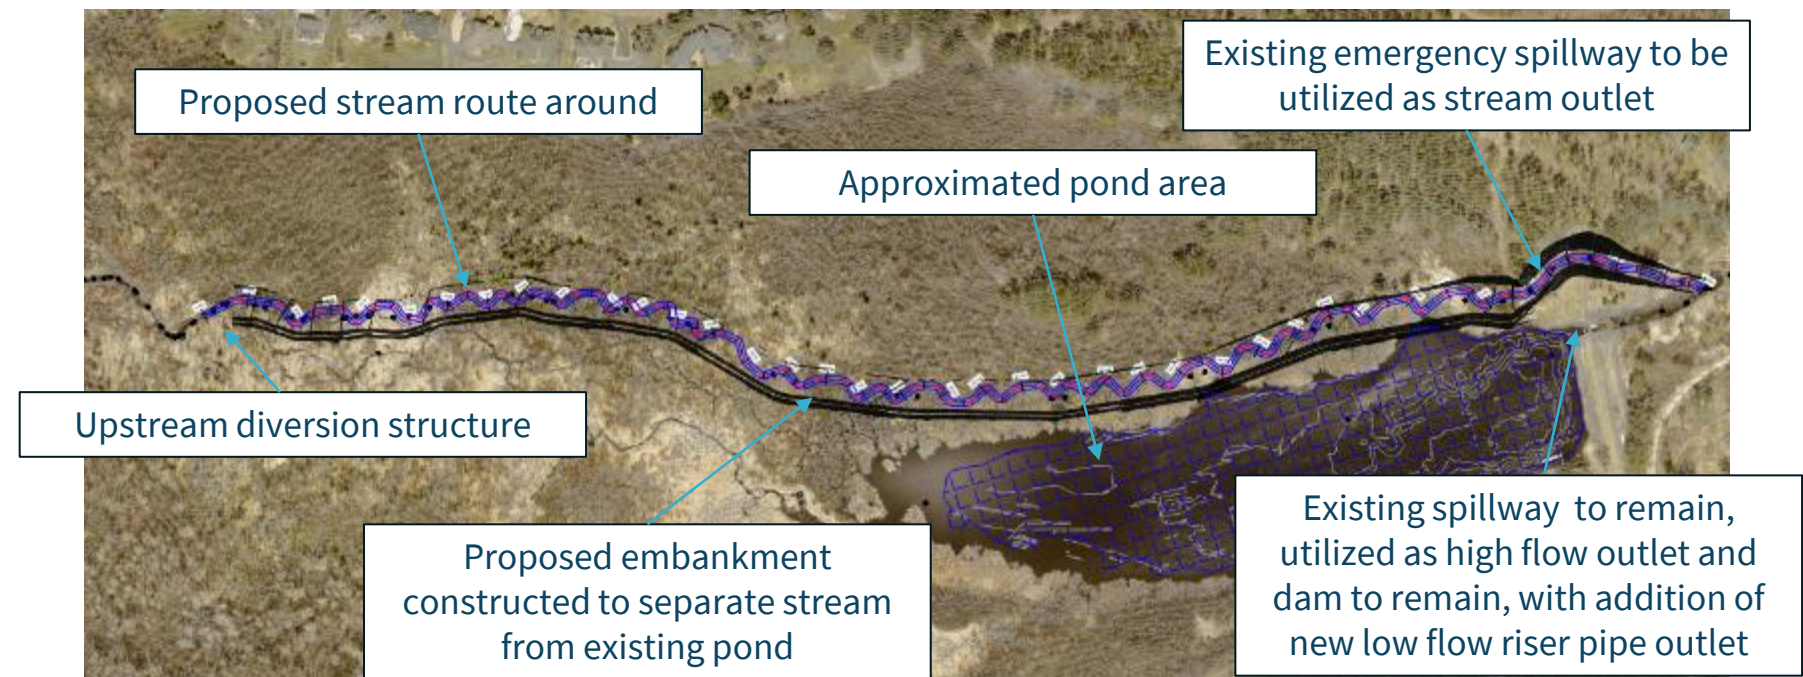 Existing emergency spillway to be
utilized as stream outlet
Proposed stream route around
Approximated pond area
Upstream diversion structure
Proposed embankment
constructed to separate stream
from existing pond
Existing spillway to remain,
utilized as high flow outlet and
dam to remain, with addition of
new low flow riser pipe outlet